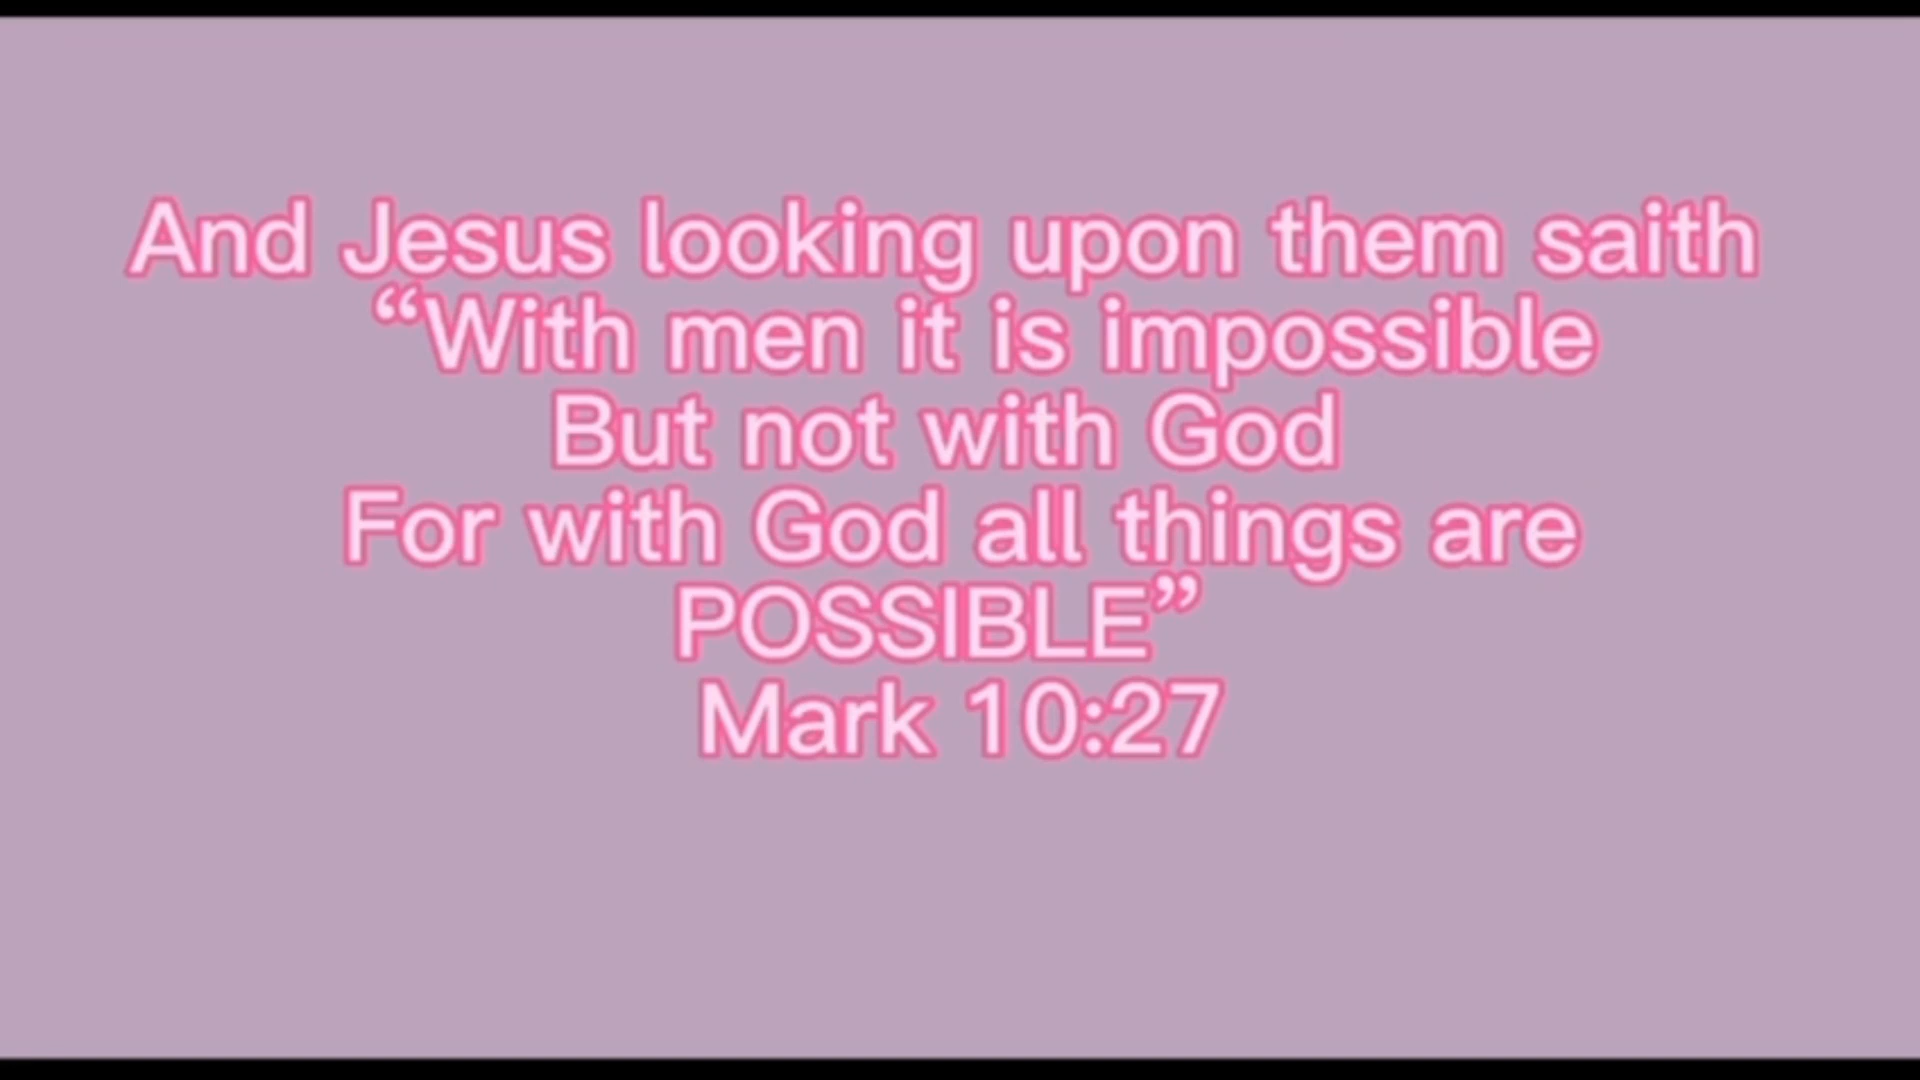 And Jesus looking upon them saith
“With men it is impossible
But not with God
For with God all things are
POSSIBLE”
Mark 10:27